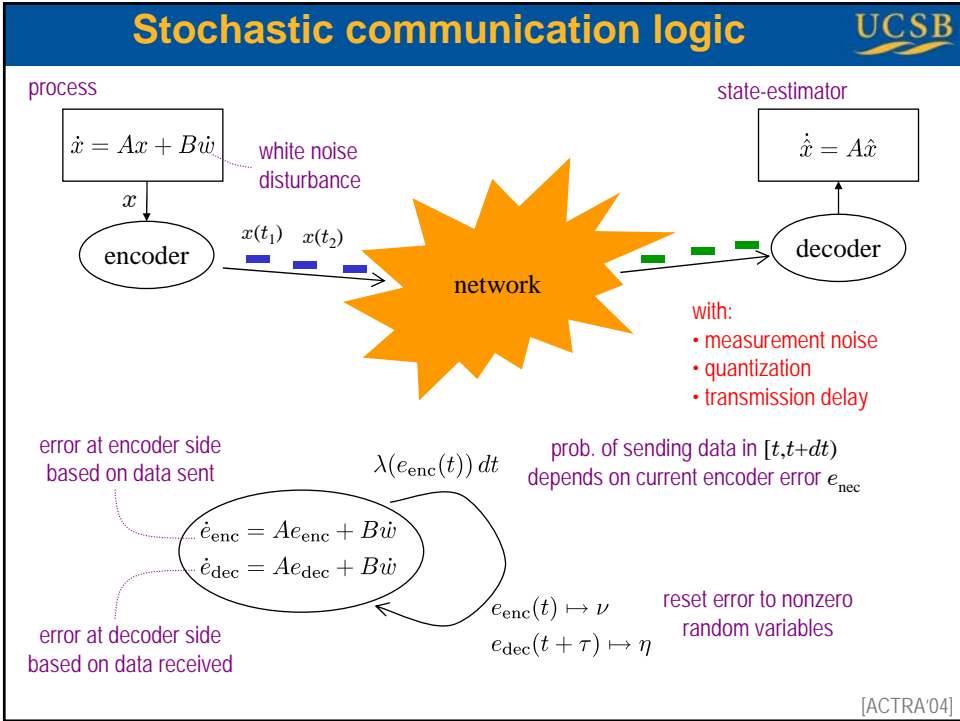 Stochastic communication logic
UCSB
process
state-estimator
ẋ = Ax + Bẇ
white noise
disturbance
x̂̇ = Ax̂
x
encoder
x(t₁) x(t₂)
network
decoder
with:
• measurement noise
• quantization
• transmission delay
error at encoder side
based on data sent
λ(e_enc(t)) dt
prob. of sending data in [t,t+dt)
depends on current encoder error e_nec
ė_enc = Ae_enc + Bẇ
ė_dec = Ae_dec + Bẇ
error at decoder side
based on data received
e_enc(t) ↦ ν
e_dec(t + τ) ↦ η
reset error to nonzero
random variables
[ACTRA'04]